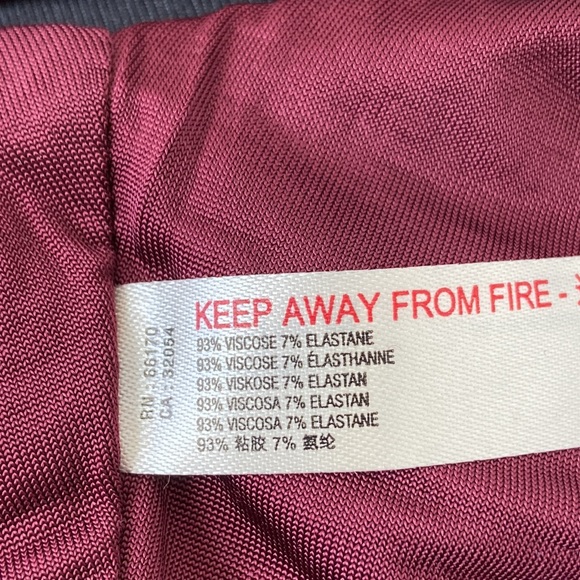 KEEP AWAY FROM FIRE -
93% VISCOSE 7% ELASTANE
93% VISCOSE 7% ÉLASTHANNE
93% VISKOSE 7% ELASTAN
93% VISCOSA 7% ELASTAN
93% VISCOSA 7% ELASTANE
93% 粘胶 7% 氨纶
RN : 66170
CA : 32054